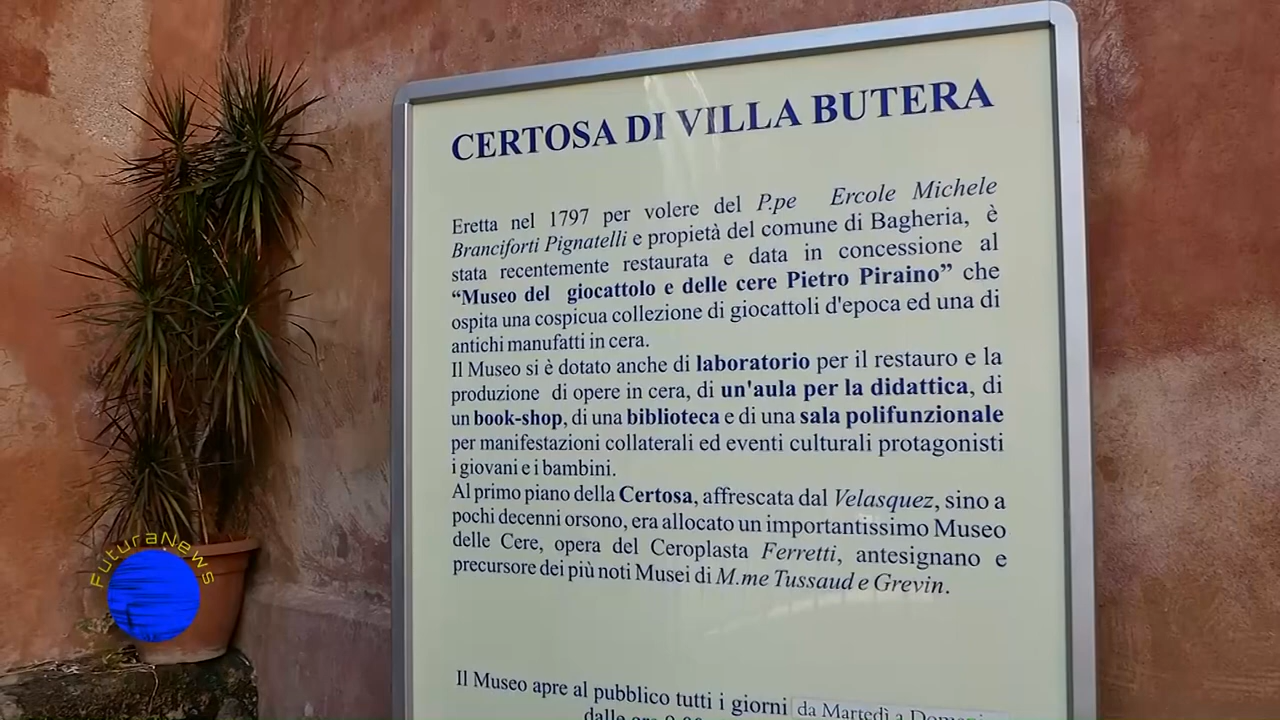 CERTOSA DI VILLA BUTERA
Eretta nel 1797 per volere del P.pe Ercole Michele
Branciforti Pignatelli e propietà del comune di Bagheria, è
stata recentemente restaurata e data in concessione al
“Museo del giocattolo e delle cere Pietro Piraino” che
ospita una cospicua collezione di giocattoli d'epoca ed una di
antichi manufatti in cera.
Il Museo si è dotato anche di laboratorio per il restauro e la
produzione di opere in cera, di un'aula per la didattica, di
un book-shop, di una biblioteca e di una sala polifunzionale
per manifestazioni collaterali ed eventi culturali protagonisti
i giovani e i bambini.
Al primo piano della Certosa, affrescata dal Velasquez, sino a
pochi decenni orsono, era allocato un importantissimo Museo
delle Cere, opera del Ceroplasta Ferretti, antesignano e
precursore dei più noti Musei di M.me Tussaud e Grevin.
Il Museo apre al pubblico tutti i giorni da Martedì a
dalle ore
FuturaNews